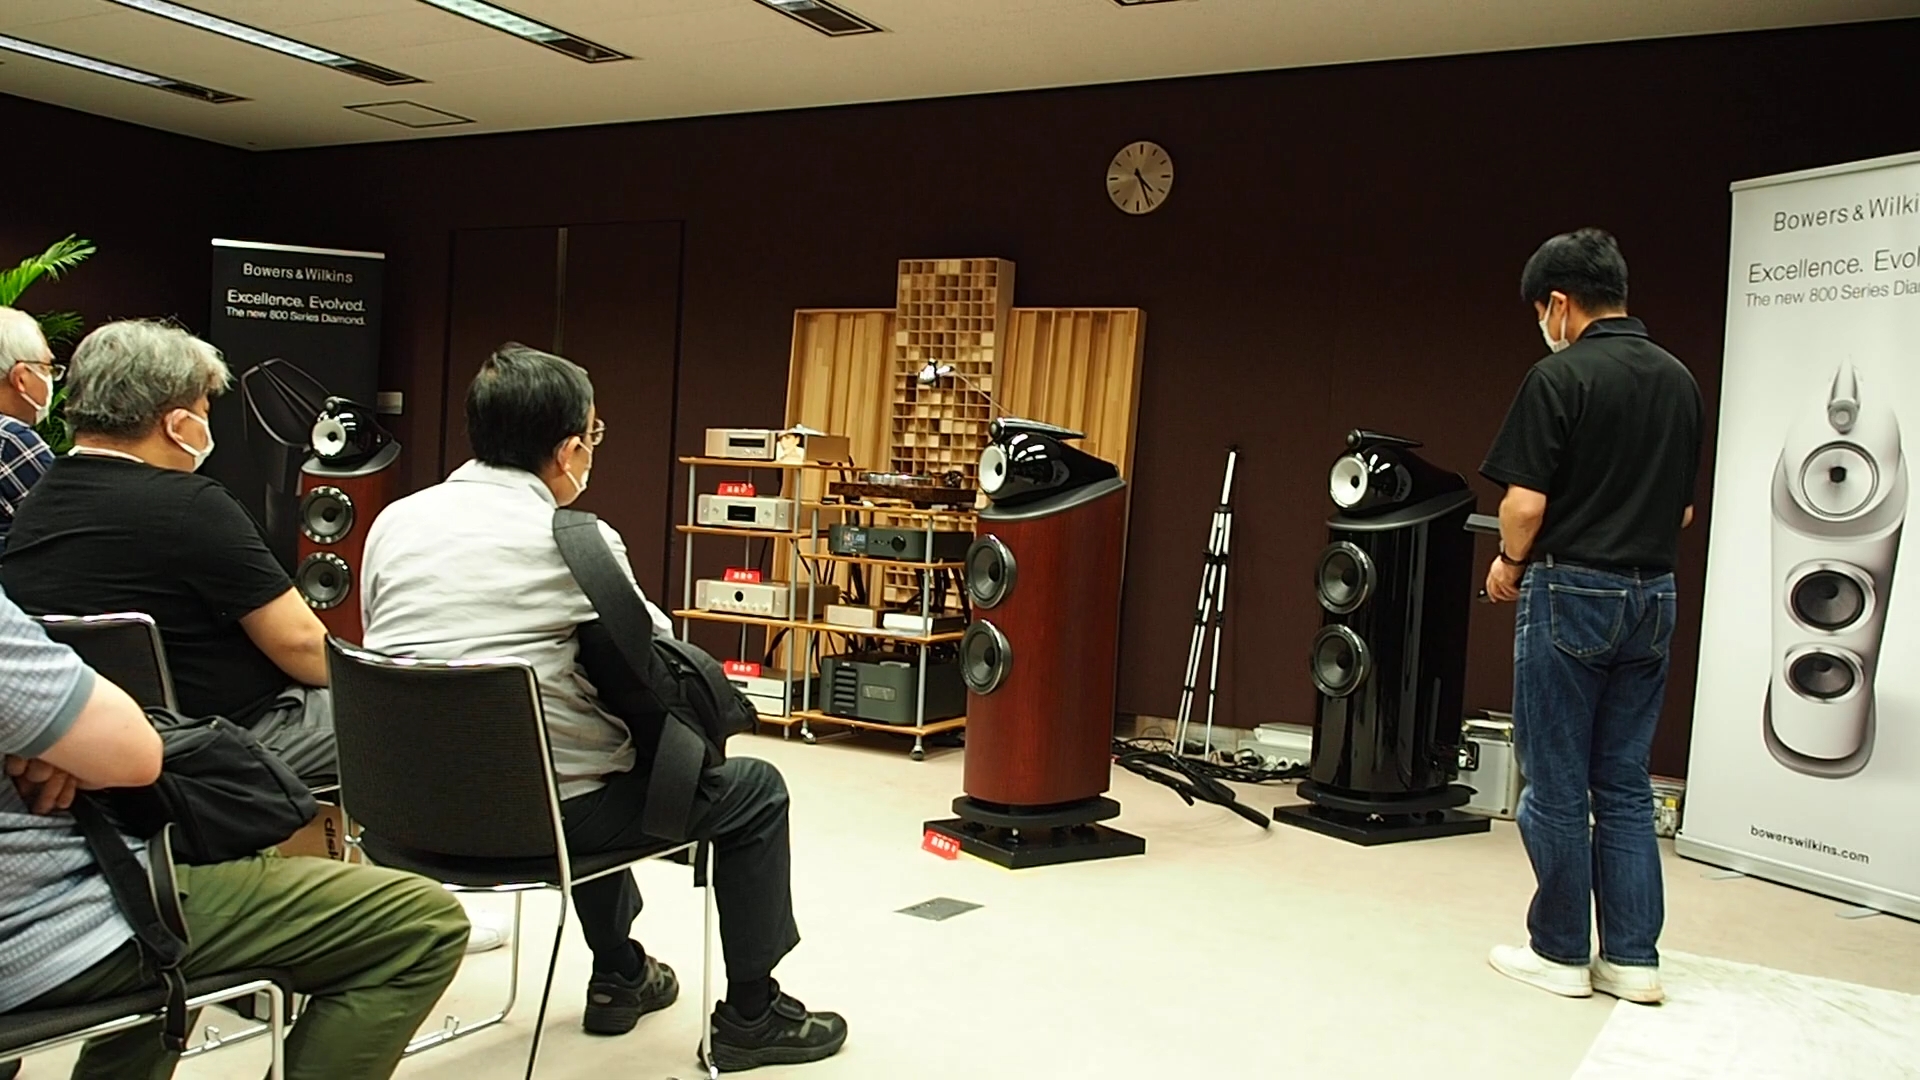 Bowers & Wilkins
Excellence. Evolved.
The new 800 Series Diamond.
Bowers & Wilki
Excellence. Evol
The new 800 Series Dia
bowerswilkins.com